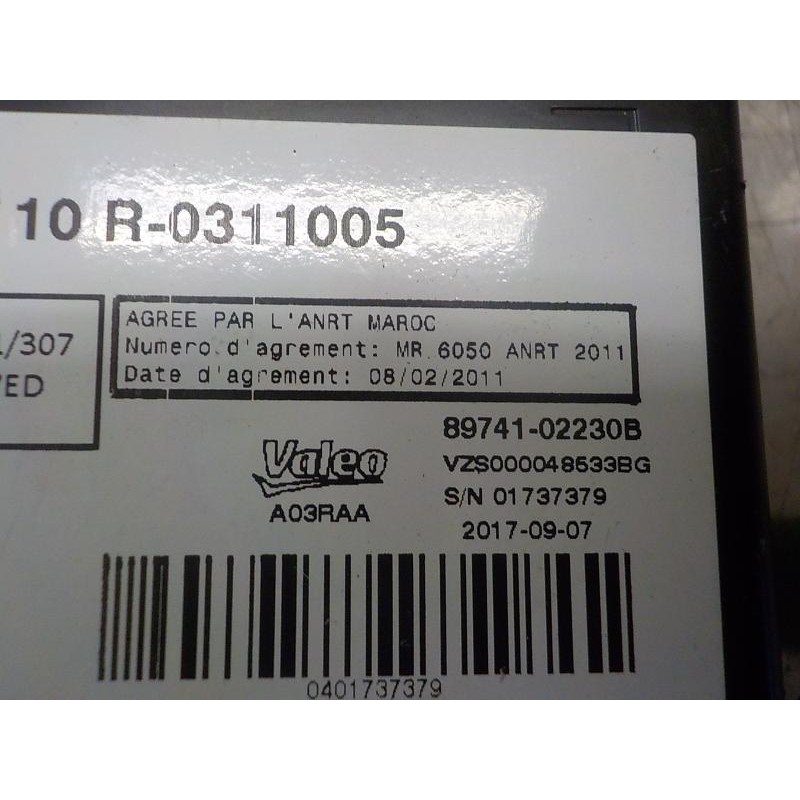 10 R-0311005
/307
ED
AGREE PAR L'ANRT MAROC
Numero d'agrement: MR 6050 ANRT 2011
Date d'agrement: 08/02/2011
89741-02230B
Valeo
VZS000048533BG
A03RAA
S/N 01737379
2017-09-07
0401737379